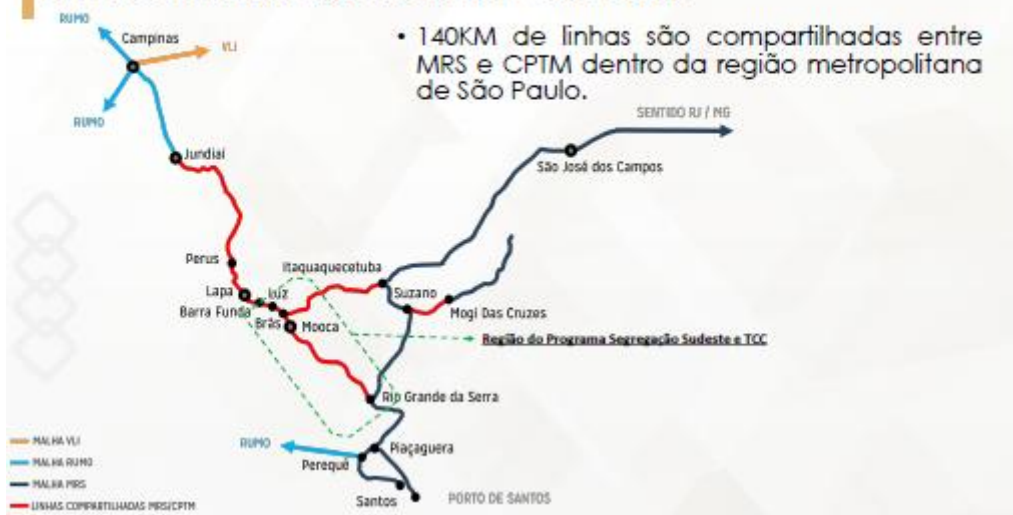 • 140KM de linhas são compartilhadas entre
MRS e CPTM dentro da região metropolitana
de São Paulo.
RUMO
Campinas
VLI
RUMO
SENTIDO RJ / MG
Jundiaí
São José dos Campos
Perus
Itaquaquecetuba
Lapa
Luz
Suzano
Barra Funda
Brás
Mooca
Mogi Das Cruzes
Região do Programa Segregação Sudeste e TCC
Rio Grande da Serra
MALHA VLI
RUMO
Piaçaguera
MALHA RUMO
Perequê
MALHA MRS
Santos
PORTO DE SANTOS
LINHAS COMPARTILHADAS MRS/CPTM